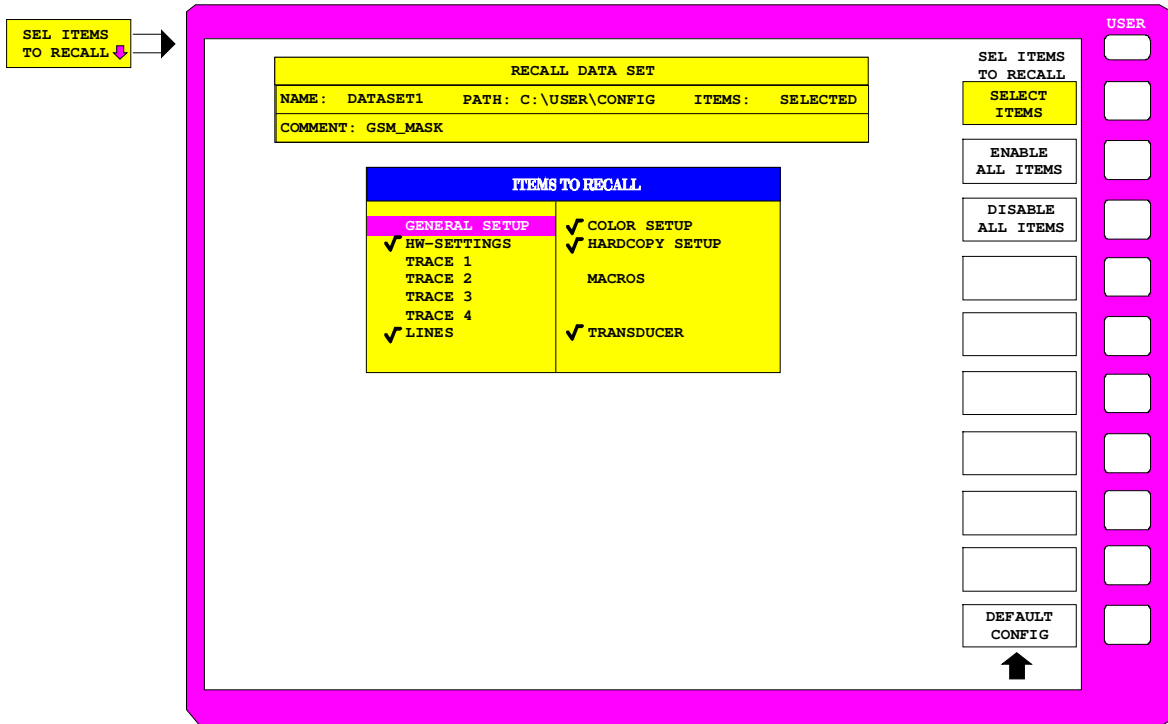 SEL ITEMS
TO RECALL
USER
RECALL DATA SET
NAME: DATASET1 PATH: C:\USER\CONFIG ITEMS: SELECTED
COMMENT: GSM_MASK
ITEMS TO RECALL
GENERAL SETUP
√ HW-SETTINGS
TRACE 1
TRACE 2
TRACE 3
TRACE 4
√ LINES
√ COLOR SETUP
√ HARDCOPY SETUP
MACROS
√ TRANSDUCER
SEL ITEMS
TO RECALL
SELECT
ITEMS
ENABLE
ALL ITEMS
DISABLE
ALL ITEMS
DEFAULT
CONFIG